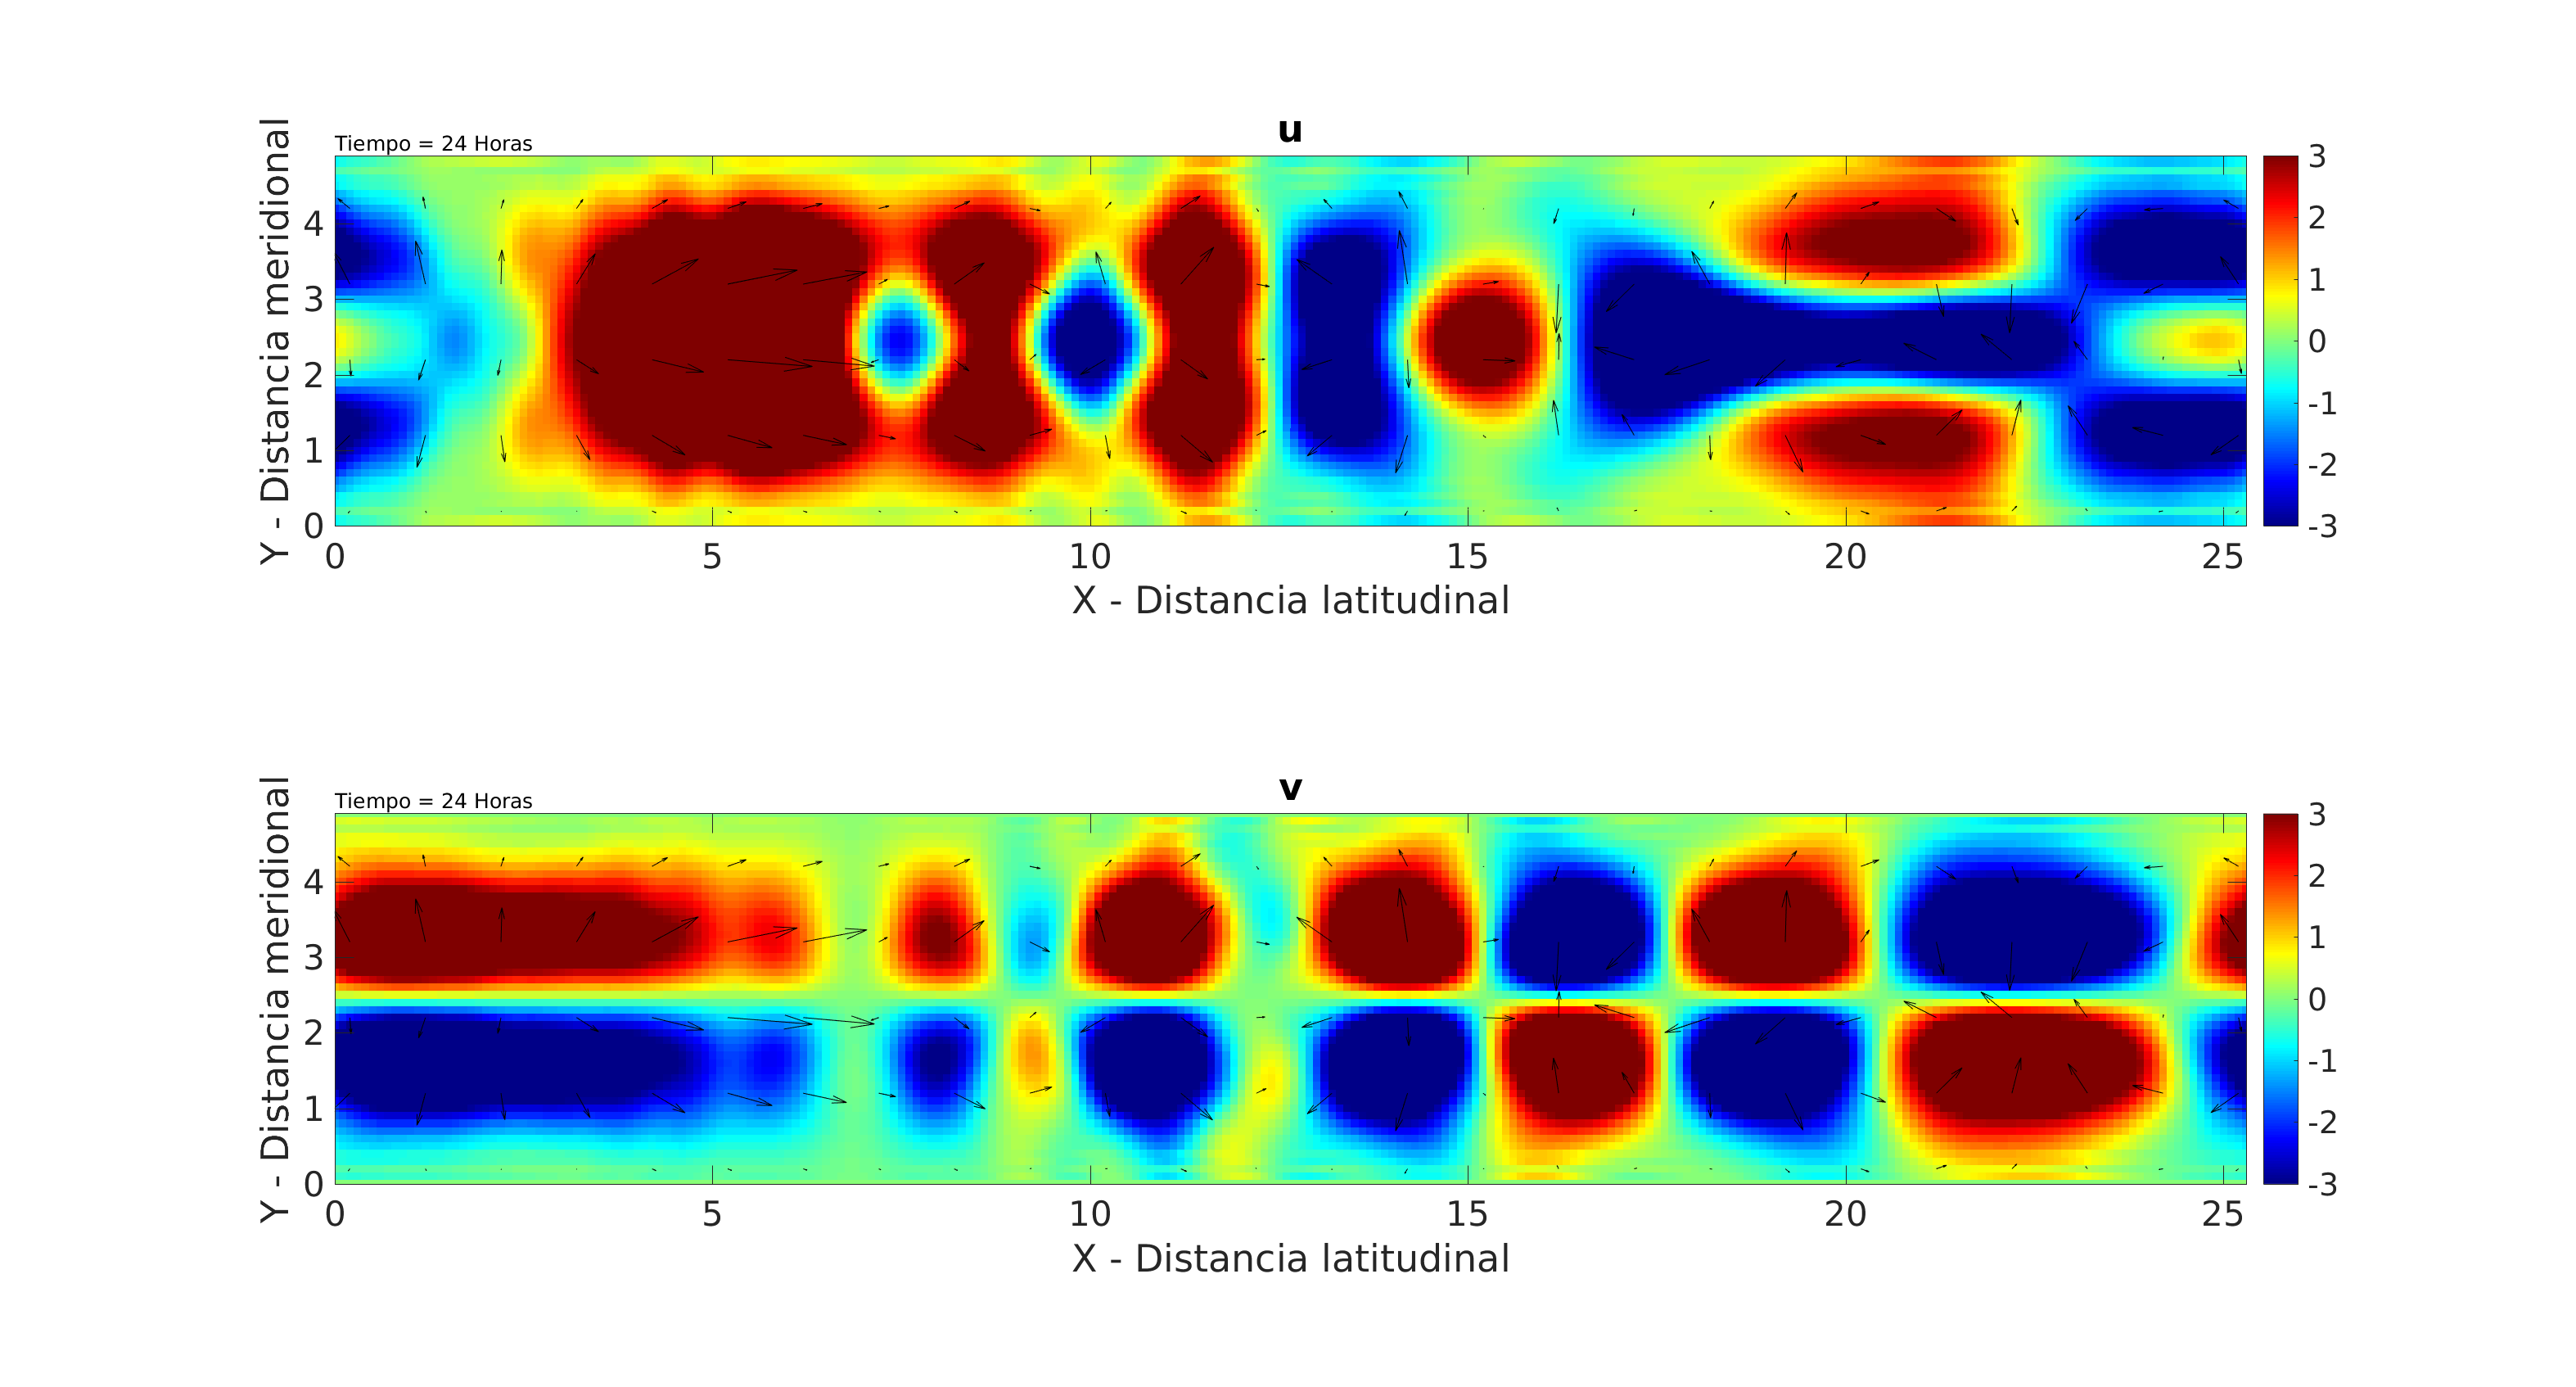 u
Tiempo = 24 Horas
Y - Distancia meridional
4
3
2
1
0
0 5 10 15 20 25
X - Distancia latitudinal
3
2
1
0
-1
-2
-3
v
Tiempo = 24 Horas
Y - Distancia meridional
4
3
2
1
0
0 5 10 15 20 25
X - Distancia latitudinal
3
2
1
0
-1
-2
-3